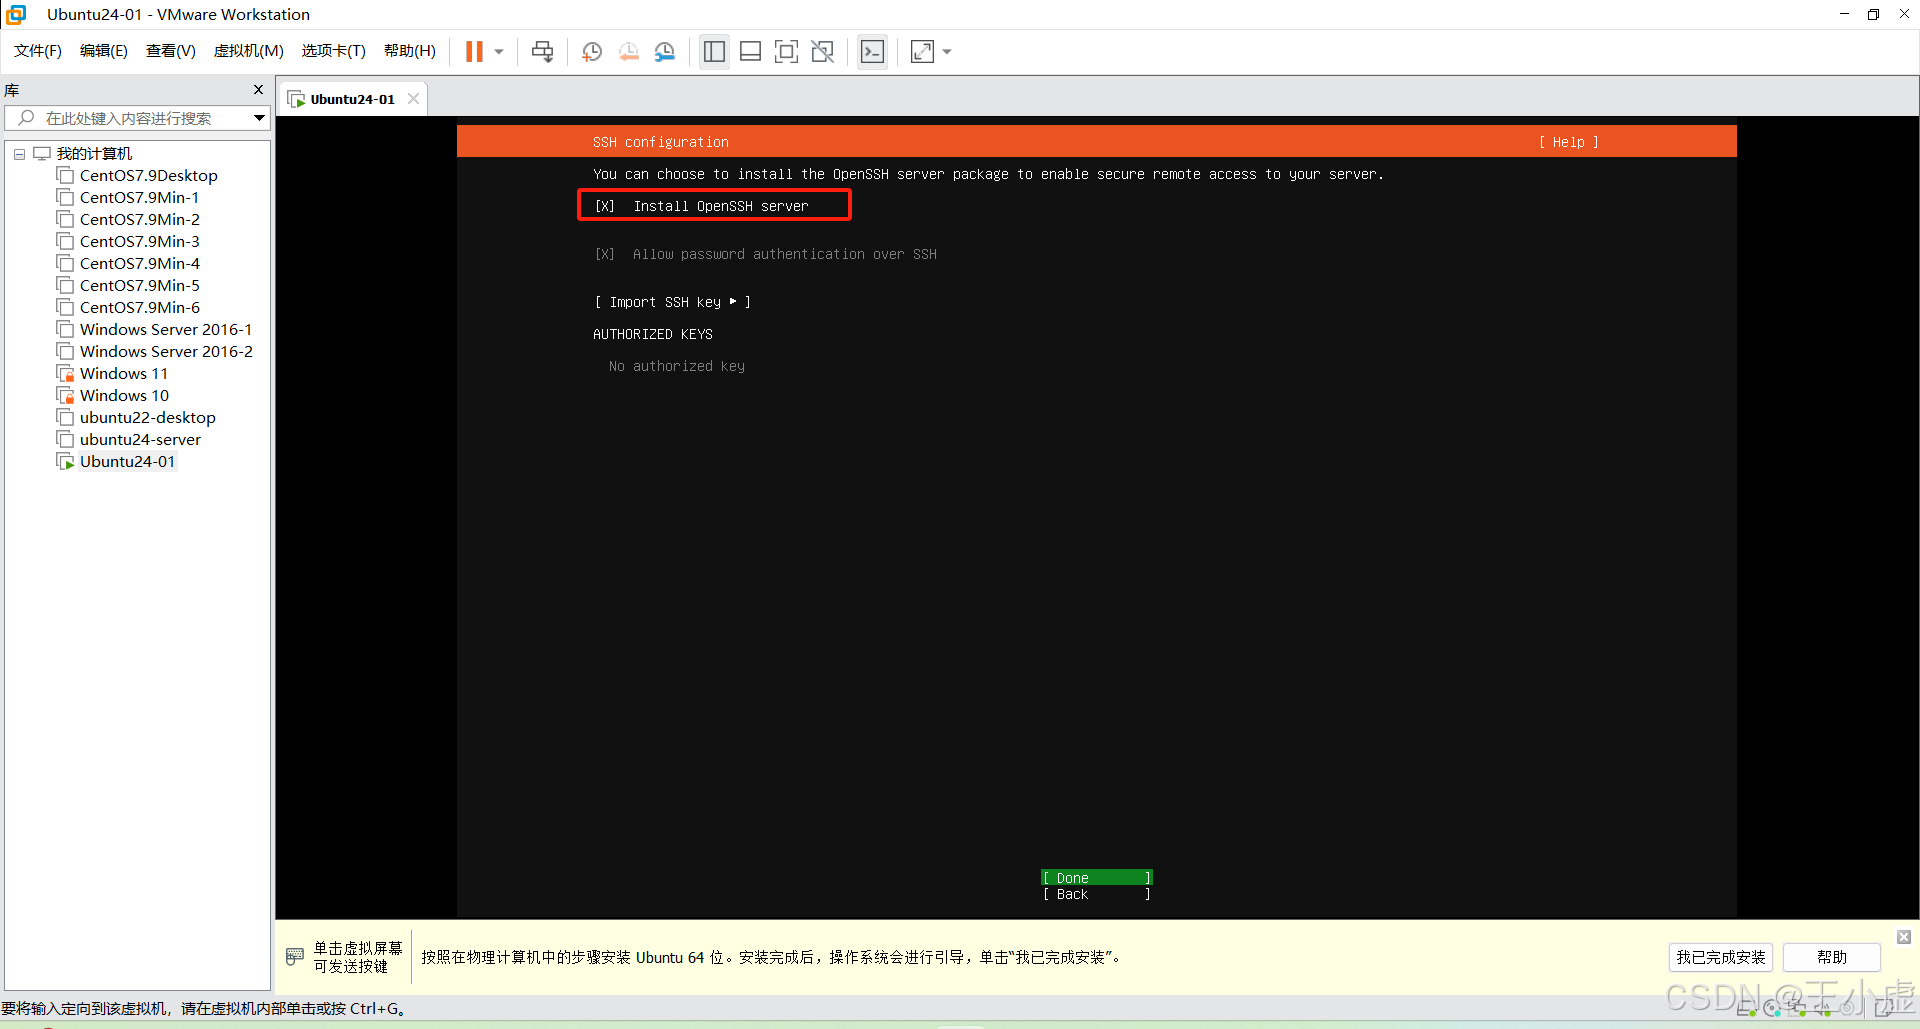 Ubuntu24-01 - VMware Workstation
文件(F) 编辑(E) 查看(V) 虚拟机(M) 选项卡(T) 帮助(H)
库
在此处键入内容进行搜索
我的计算机
CentOS7.9Desktop
CentOS7.9Min-1
CentOS7.9Min-2
CentOS7.9Min-3
CentOS7.9Min-4
CentOS7.9Min-5
CentOS7.9Min-6
Windows Server 2016-1
Windows Server 2016-2
Windows 11
Windows 10
ubuntu22-desktop
ubuntu24-server
Ubuntu24-01
Ubuntu24-01
SSH configuration [ Help ]
You can choose to install the OpenSSH server package to enable secure remote access to your server.
[X] Install OpenSSH server
[X] Allow password authentication over SSH
[ Import SSH key ▸ ]
AUTHORIZED KEYS
No authorized key
[ Done ]
[ Back ]
单击虚拟屏幕
可发送按键
按照在物理计算机中的步骤安装 Ubuntu 64 位。安装完成后，操作系统会进行引导，单击“我已完成安装”。
我已完成安装 帮助
要将输入定向到该虚拟机，请在虚拟机内部单击或按 Ctrl+G。
CSDN @王小虚